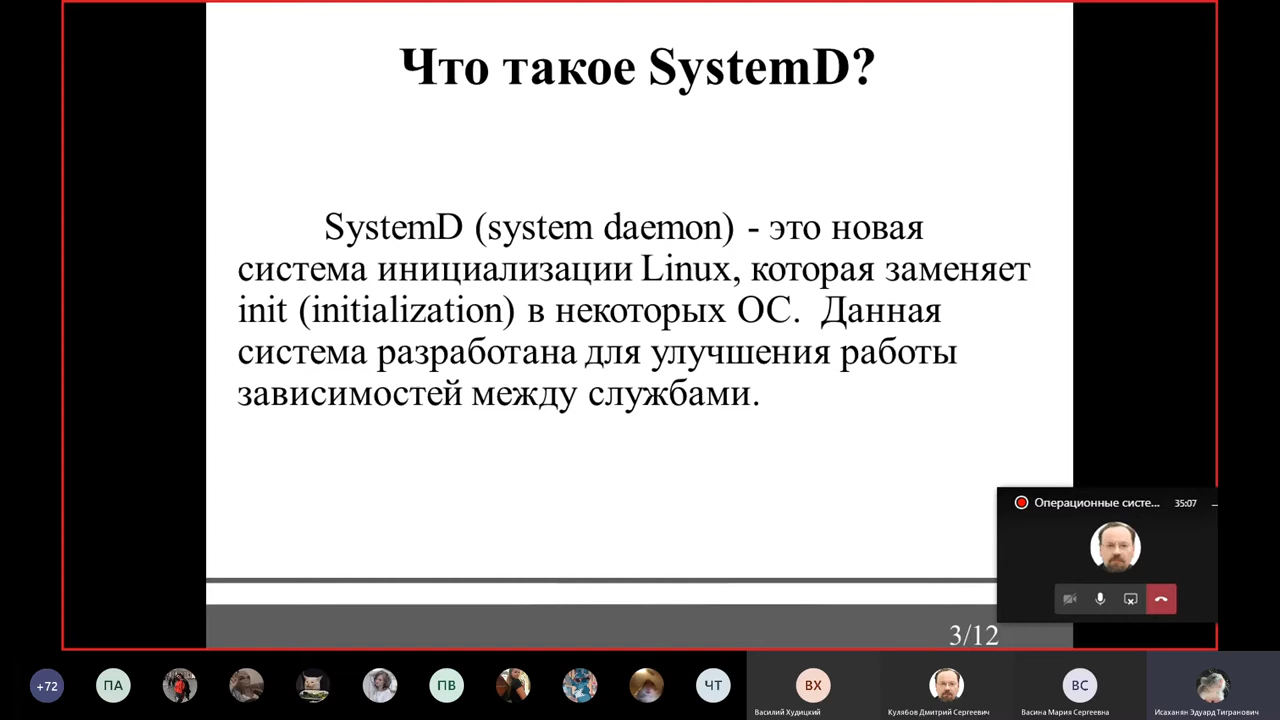 Что такое SystemD?
SystemD (system daemon) - это новая
система инициализации Linux, которая заменяет
init (initialization) в некоторых ОС. Данная
система разработана для улучшения работы
зависимостей между службами.
Операционные систе... 35:07
3/12
+72 ПА ПВ ЧТ ВХ ВС
Василий Худицкий Кулябов Дмитрий Сергеевич Васина Мария Сергеевна Исаханян Эдуард Тигранович